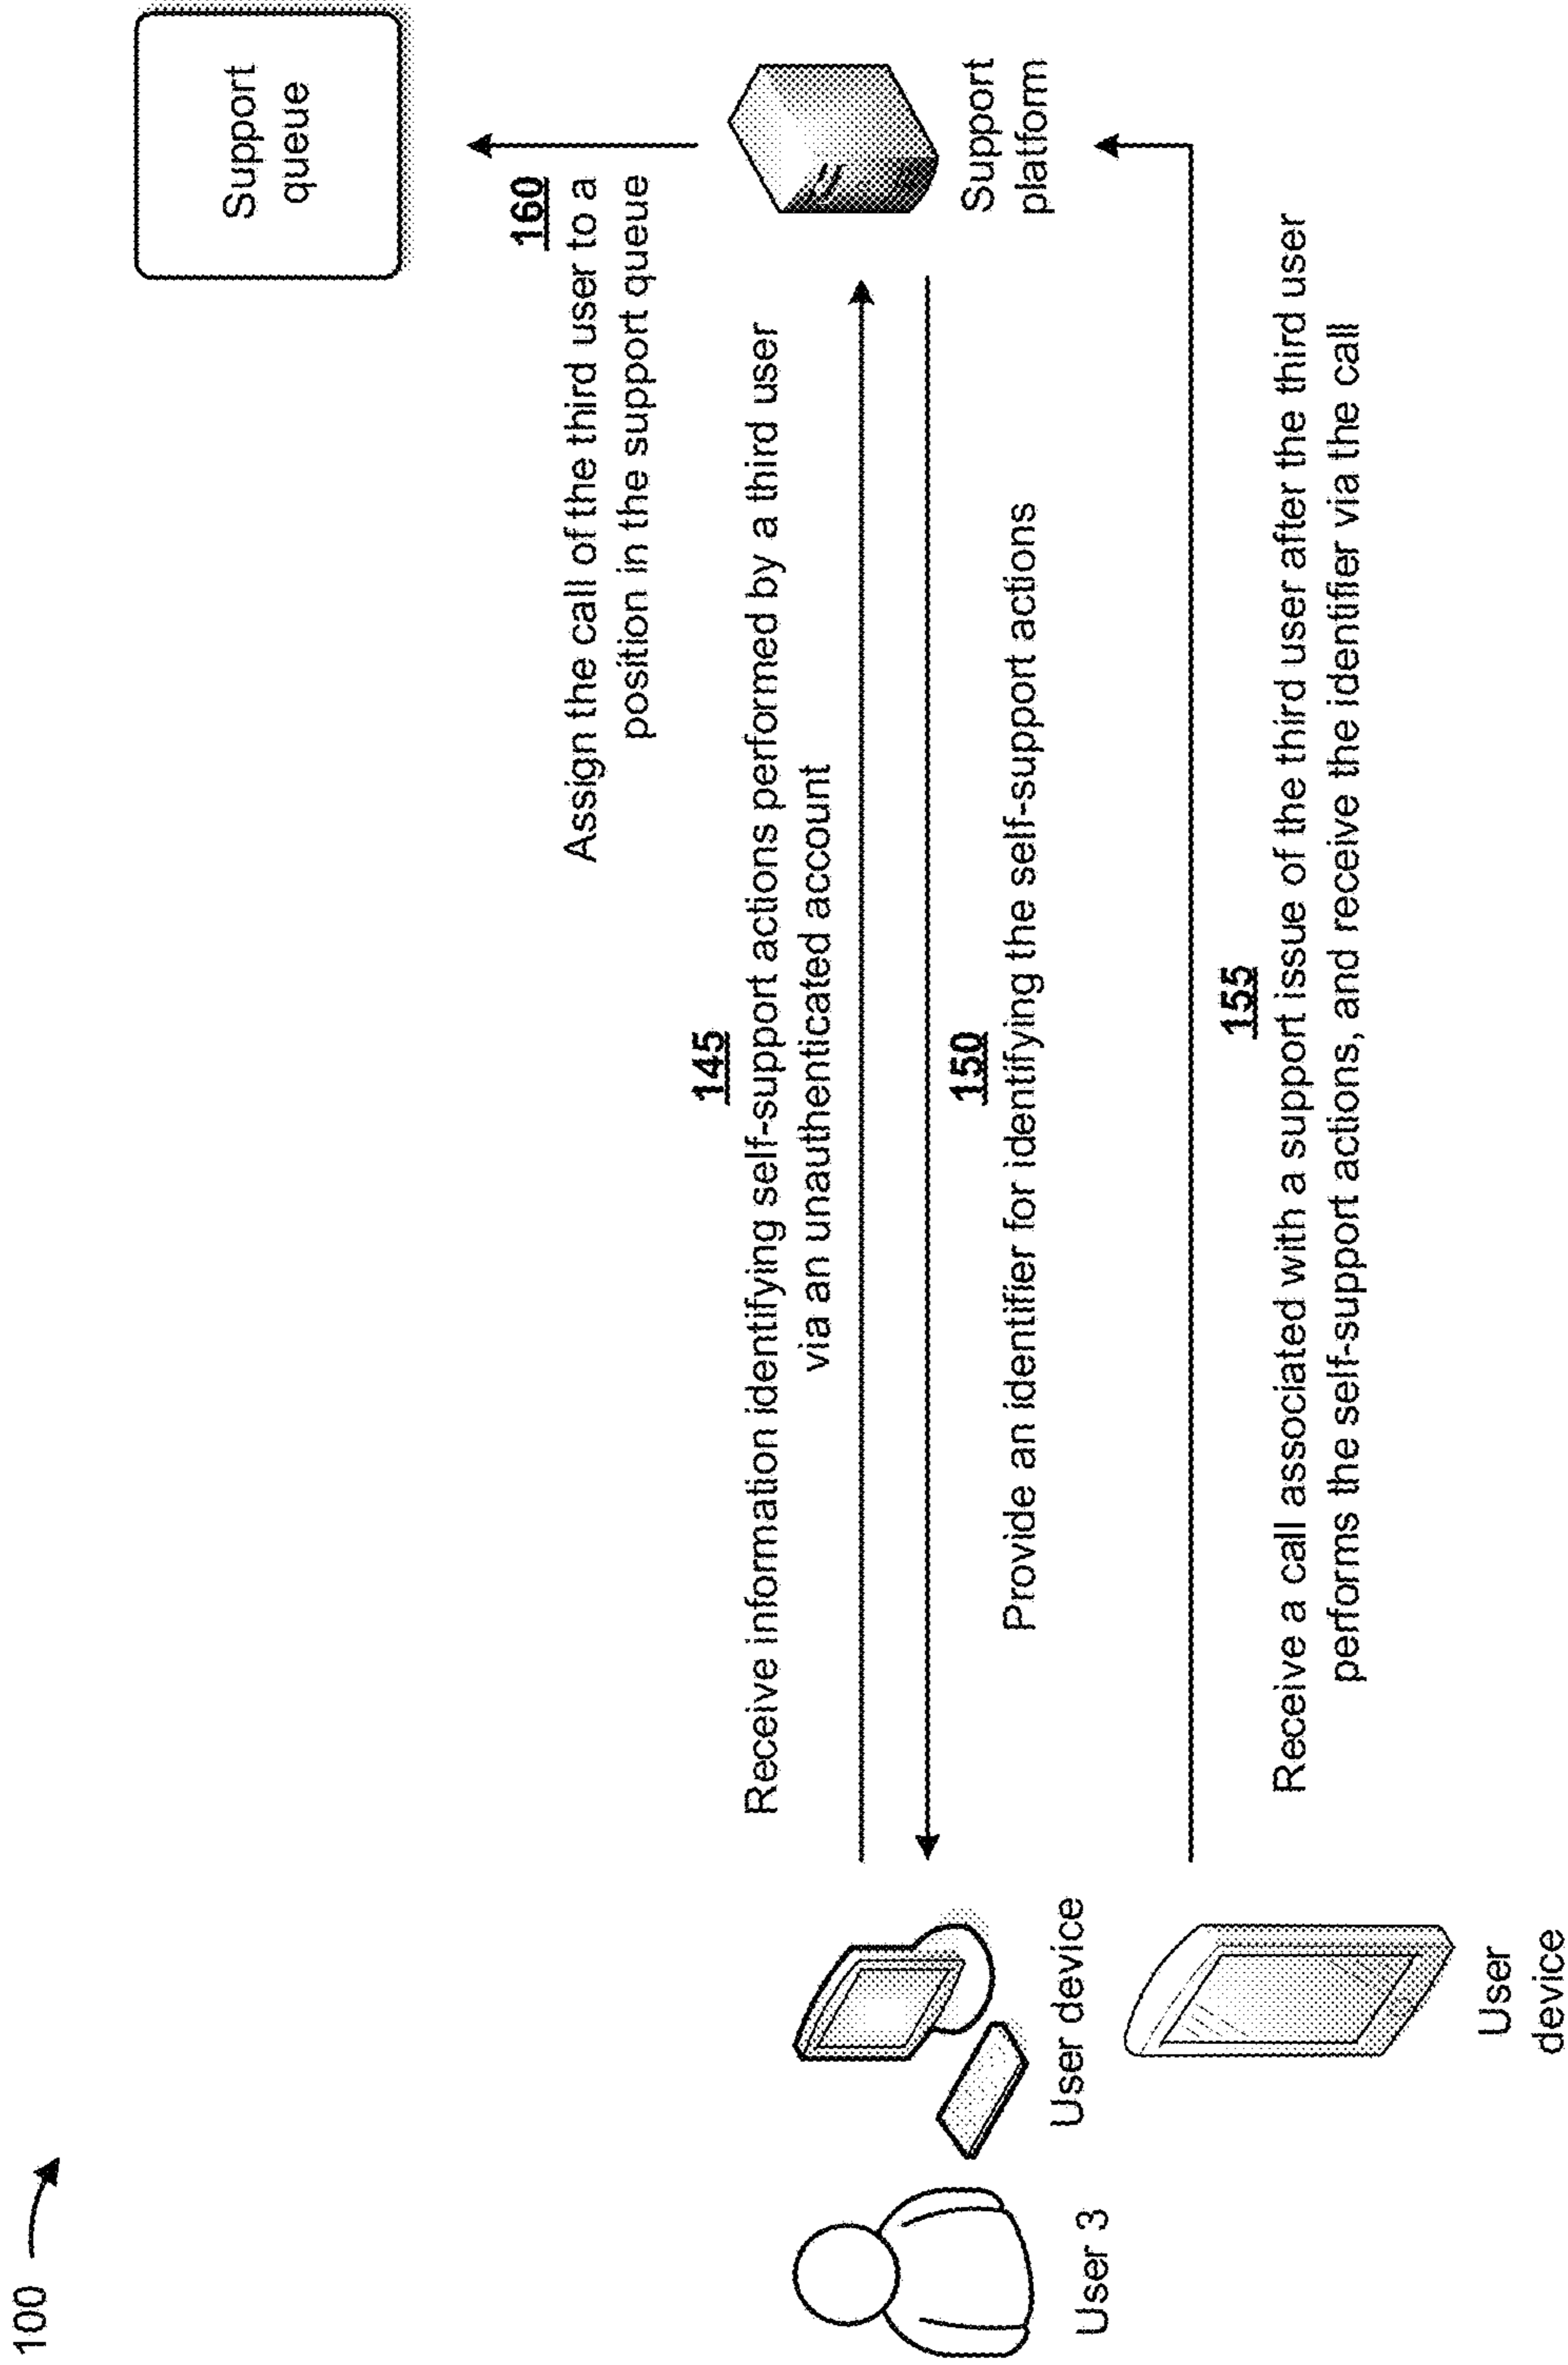 100
Support
queue
160
Assign the call of the third user to a
position in the support queue
145
Receive information identifying self-support actions performed by a third user
via an unauthenticated account
Support
platform
150
Provide an identifier for identifying the self-support actions
User 3
User device
155
Receive a call associated with a support issue of the third user after the third user
performs the self-support actions, and receive the identifier via the call
User
device